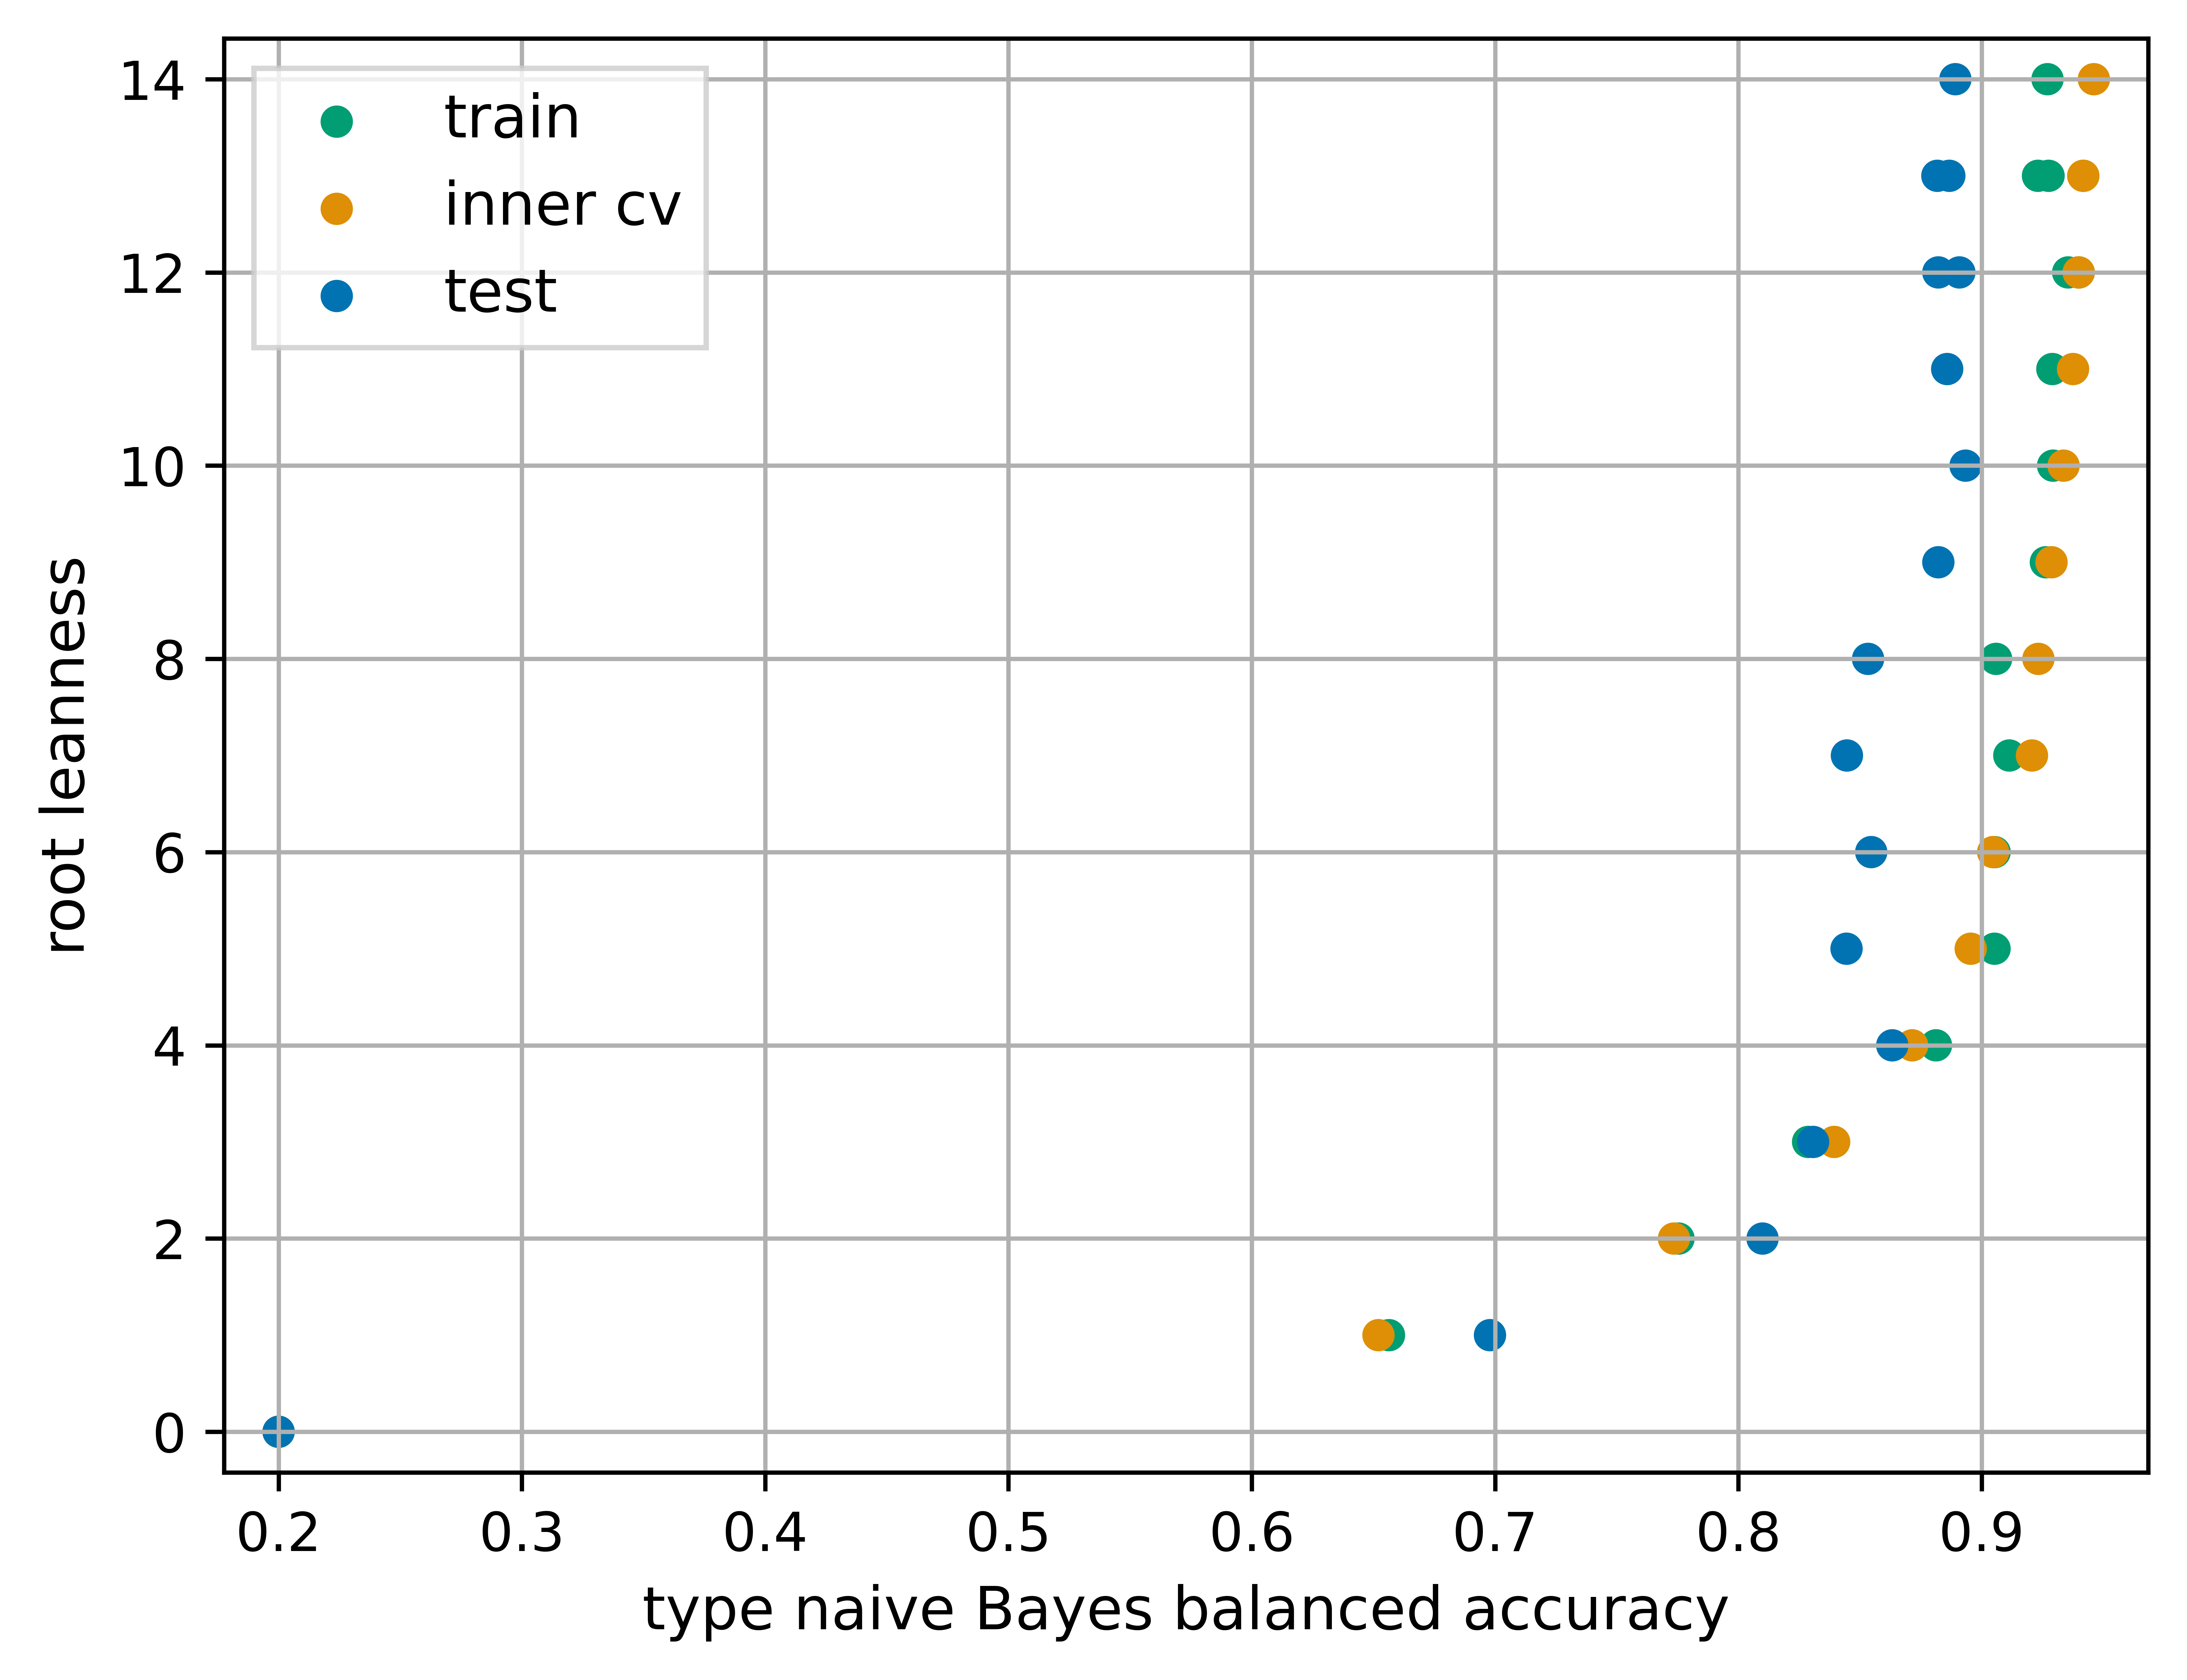 14
12
10
8
6
4
2
0
root leanness
train
inner cv
test
0.2 0.3 0.4 0.5 0.6 0.7 0.8 0.9
type naive Bayes balanced accuracy